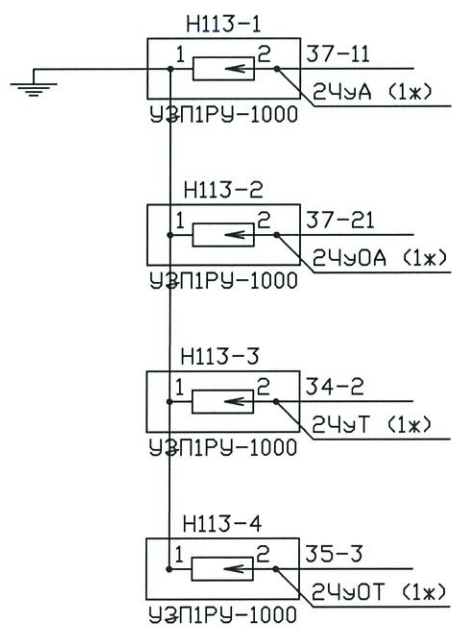 Н113-1
1 2 37-11
2ЧуА (1ж)
УЗП1РУ-1000
Н113-2
1 2 37-21
2ЧуОА (1ж)
УЗП1РУ-1000
Н113-3
1 2 34-2
2ЧуТ (1ж)
УЗП1РУ-1000
Н113-4
1 2 35-3
2ЧуОТ (1ж)
УЗП1РУ-1000